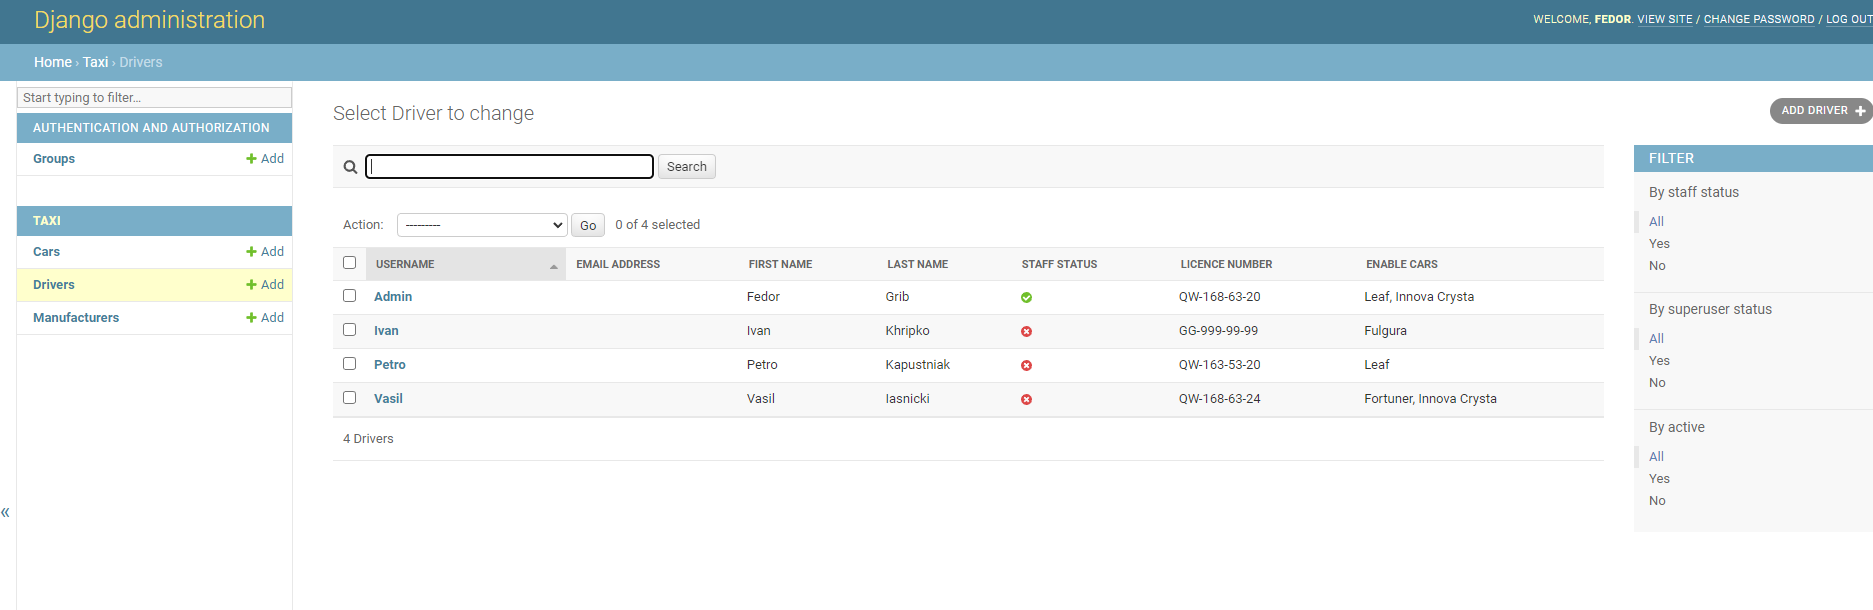 Django administration
WELCOME, FEDOR. VIEW SITE / CHANGE PASSWORD / LOG OUT
Home › Taxi › Drivers
Start typing to filter...
AUTHENTICATION AND AUTHORIZATION
Groups + Add
TAXI
Cars + Add
Drivers + Add
Manufacturers + Add
«
Select Driver to change
ADD DRIVER +
Search
Action: --------- Go 0 of 4 selected
USERNAME EMAIL ADDRESS FIRST NAME LAST NAME STAFF STATUS LICENCE NUMBER ENABLE CARS
Admin Fedor Grib QW-168-63-20 Leaf, Innova Crysta
Ivan Ivan Khripko GG-999-99-99 Fulgura
Petro Petro Kapustniak QW-163-53-20 Leaf
Vasil Vasil Iasnicki QW-168-63-24 Fortuner, Innova Crysta
4 Drivers
FILTER
By staff status
All
Yes
No
By superuser status
All
Yes
No
By active
All
Yes
No